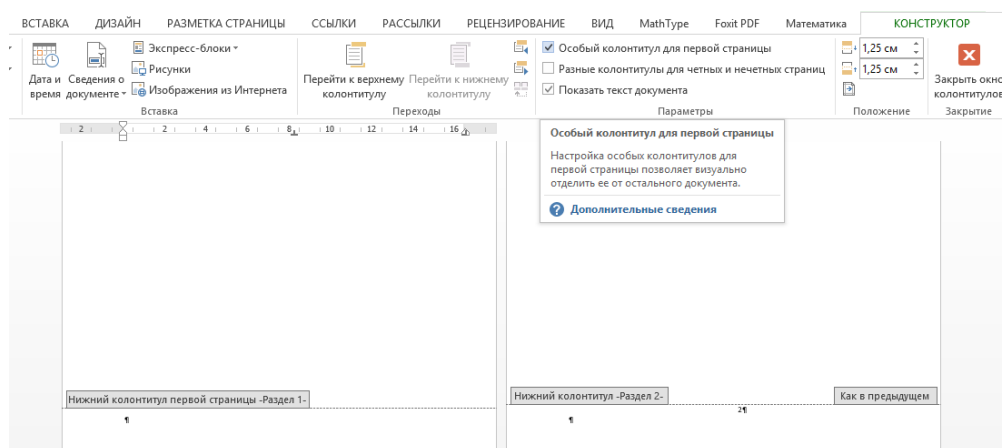 ВСТАВКА ДИЗАЙН РАЗМЕТКА СТРАНИЦЫ ССЫЛКИ РАССЫЛКИ РЕЦЕНЗИРОВАНИЕ ВИД MathType Foxit PDF Математика КОНСТРУКТОР
Дата и время
Сведения о документе
Экспресс-блоки
Рисунки
Изображения из Интернета
Вставка
Перейти к верхнему колонтитулу
Перейти к нижнему колонтитулу
Переходы
Особый колонтитул для первой страницы
Разные колонтитулы для четных и нечетных страниц
Показать текст документа
Параметры
1,25 см
1,25 см
Положение
Закрыть окно колонтитулов
Закрытие
2 2 4 6 8 10 12 14 16
Особый колонтитул для первой страницы
Настройка особых колонтитулов для
первой страницы позволяет визуально
отделить ее от остального документа.
? Дополнительные сведения
Нижний колонтитул первой страницы -Раздел 1-
¶
Нижний колонтитул -Раздел 2- Как в предыдущем
2¶
¶